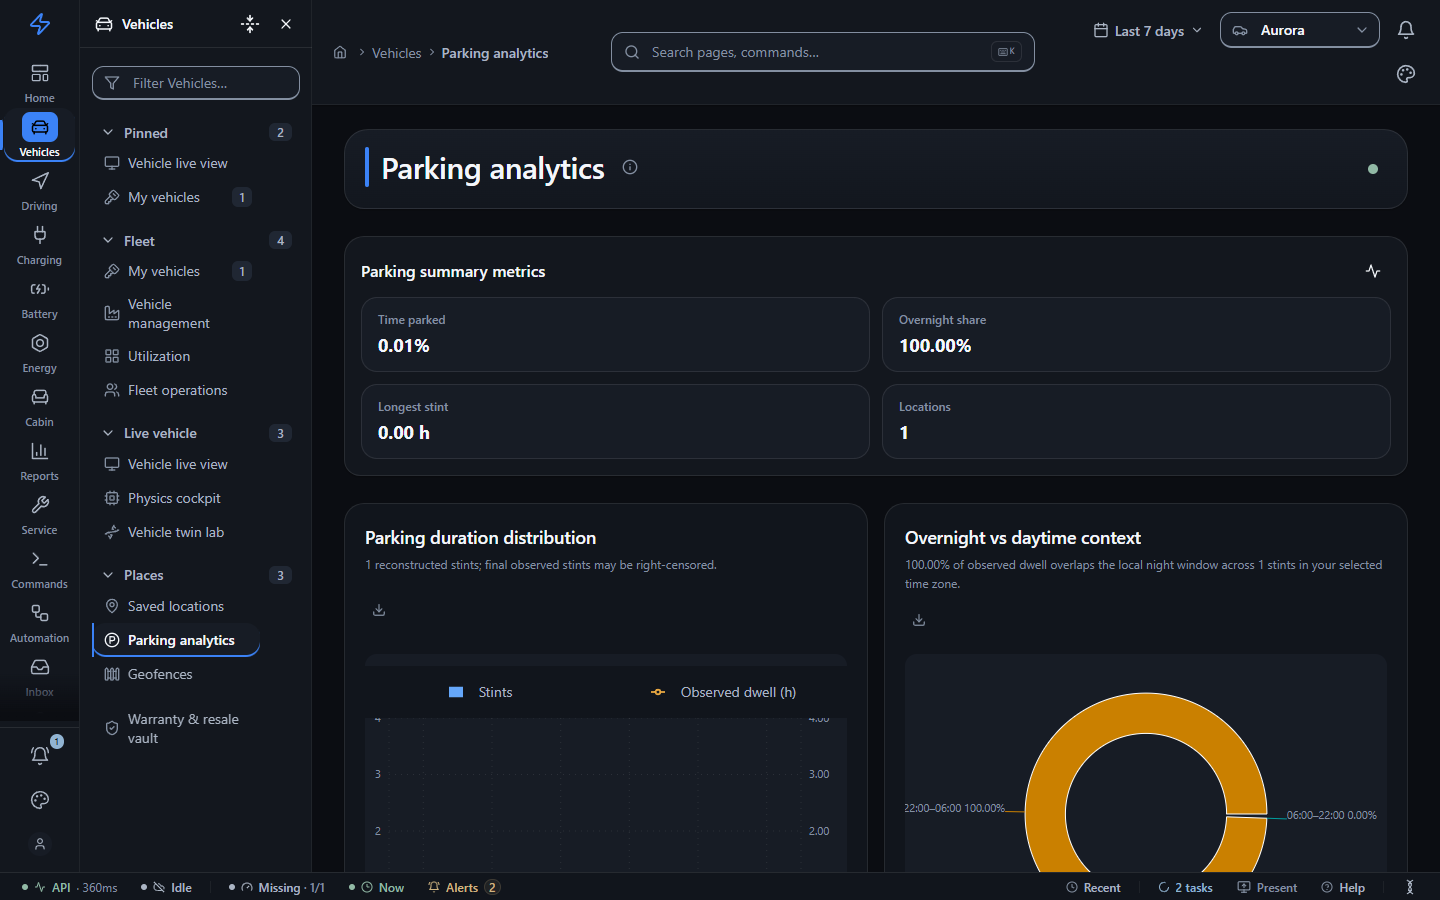 Home
Vehicles
Driving
Charging
Battery
Energy
Cabin
Reports
Service
Commands
Automation
Inbox
1
Vehicles
Filter Vehicles...
Pinned 2
Vehicle live view
My vehicles 1
Fleet 4
My vehicles 1
Vehicle
management
Utilization
Fleet operations
Live vehicle 3
Vehicle live view
Physics cockpit
Vehicle twin lab
Places 3
Saved locations
Parking analytics
Geofences
Warranty & resale
vault
Vehicles Parking analytics
Search pages, commands... K
Last 7 days
Aurora
Parking analytics
Parking summary metrics
Time parked
0.01%
Overnight share
100.00%
Longest stint
0.00 h
Locations
1
Parking duration distribution
1 reconstructed stints; final observed stints may be right-censored.
Stints Observed dwell (h)
4 4.00
3 3.00
2 2.00
Overnight vs daytime context
100.00% of observed dwell overlaps the local night window across 1 stints in your selected
time zone.
22:00–06:00 100.00%
06:00–22:00 0.00%
API · 360ms
Idle
Missing · 1/1
Now
Alerts 2
Recent
2 tasks
Present
Help